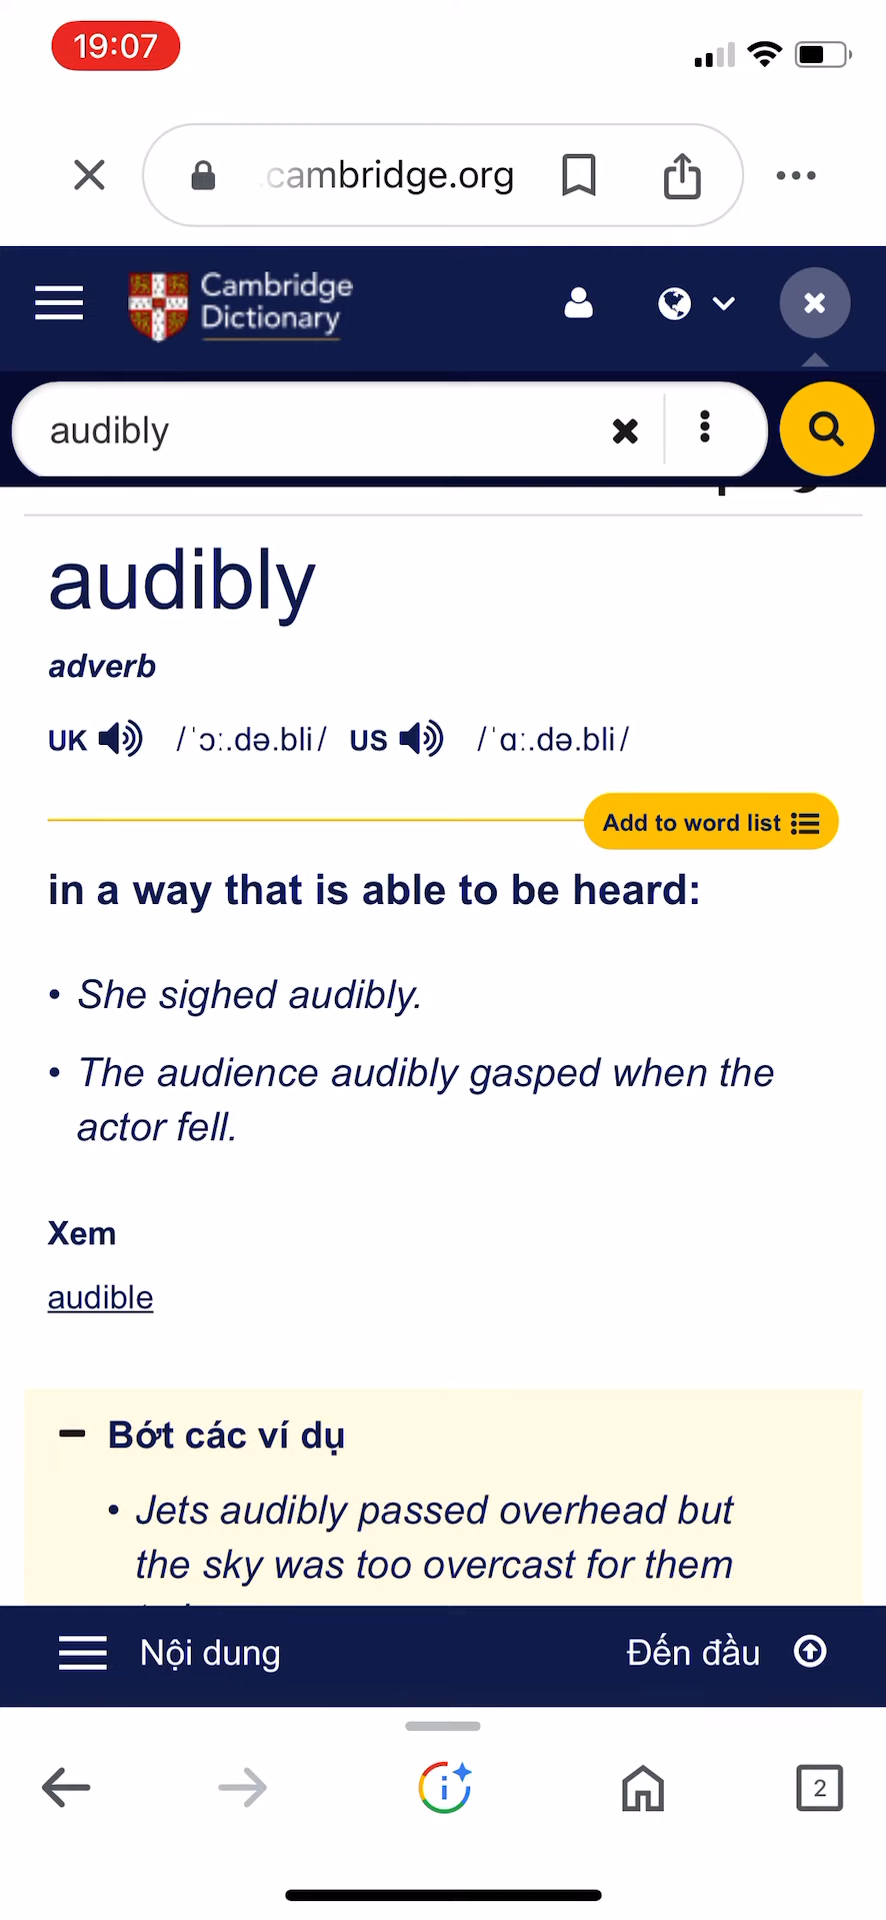 19:07
.cambridge.org
Cambridge
Dictionary
audibly
audibly
adverb
UK /ˈɔː.də.bli/ US /ˈɑː.də.bli/
Add to word list
in a way that is able to be heard:
• She sighed audibly.
• The audience audibly gasped when the
actor fell.
Xem
audible
Bớt các ví dụ
• Jets audibly passed overhead but
the sky was too overcast for them
Nội dung
Đến đầu
2